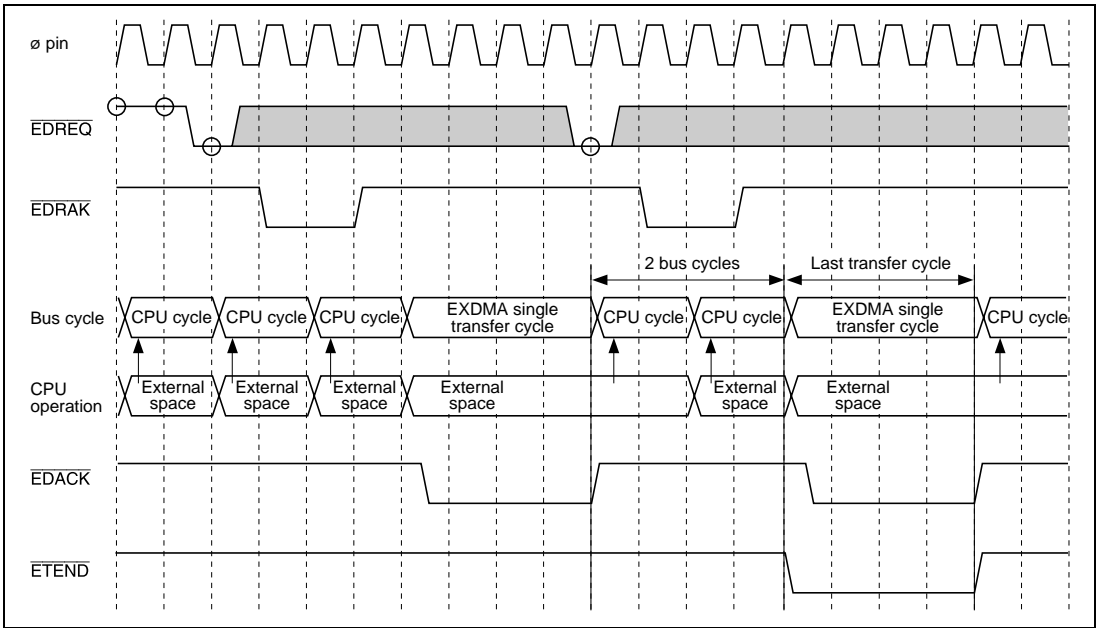 ø pin
EDREQ
EDRAK
2 bus cycles
Last transfer cycle
Bus cycle
CPU cycle
CPU cycle
CPU cycle
EXDMA single
transfer cycle
CPU cycle
CPU cycle
EXDMA single
transfer cycle
CPU cycle
CPU
operation
External
space
External
space
External
space
External
space
External
space
External
space
EDACK
ETEND